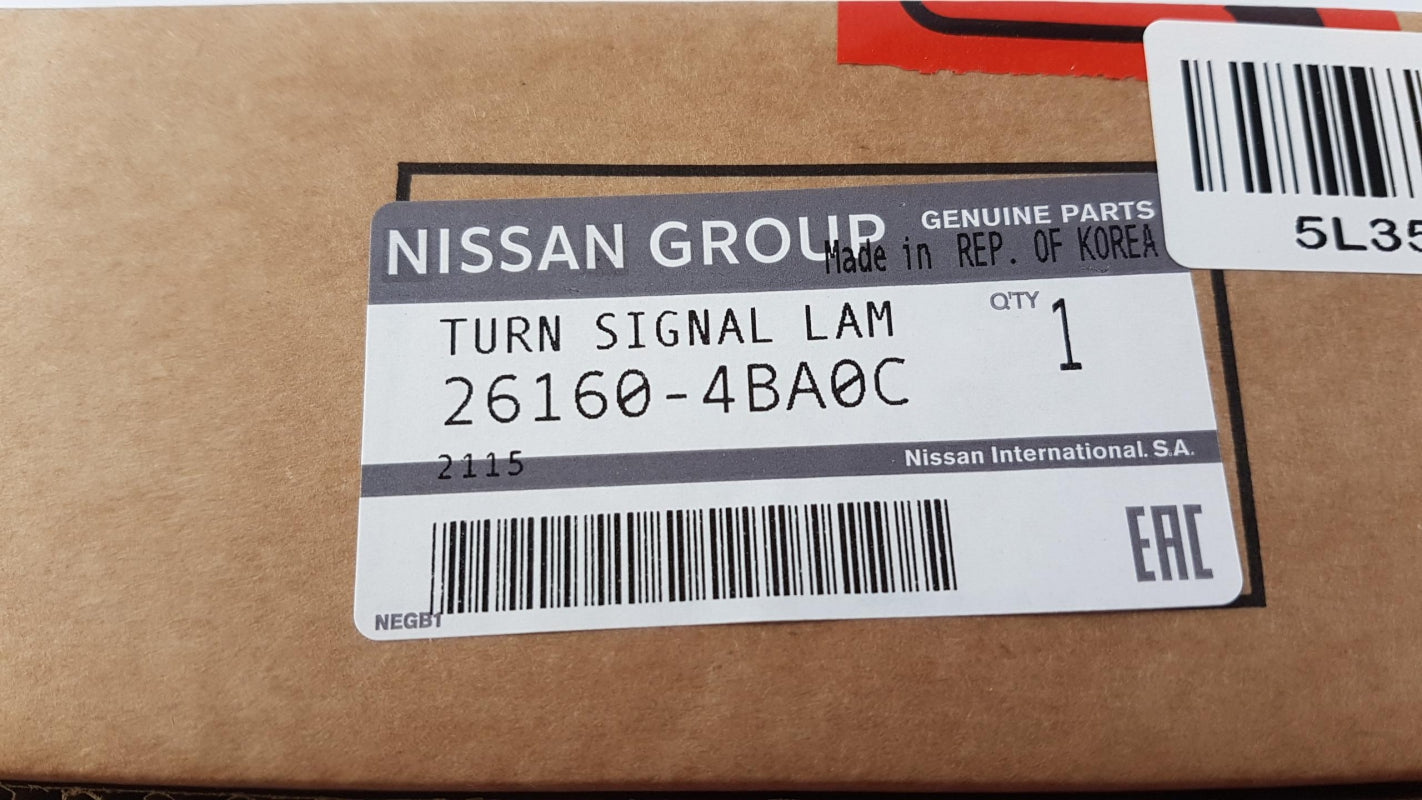 5L35
NISSAN GROUP GENUINE PARTS
Made in REP. OF KOREA
TURN SIGNAL LAM Q'TY 1
26160-4BA0C
2115 Nissan International. S.A.
EAC
NEGB1